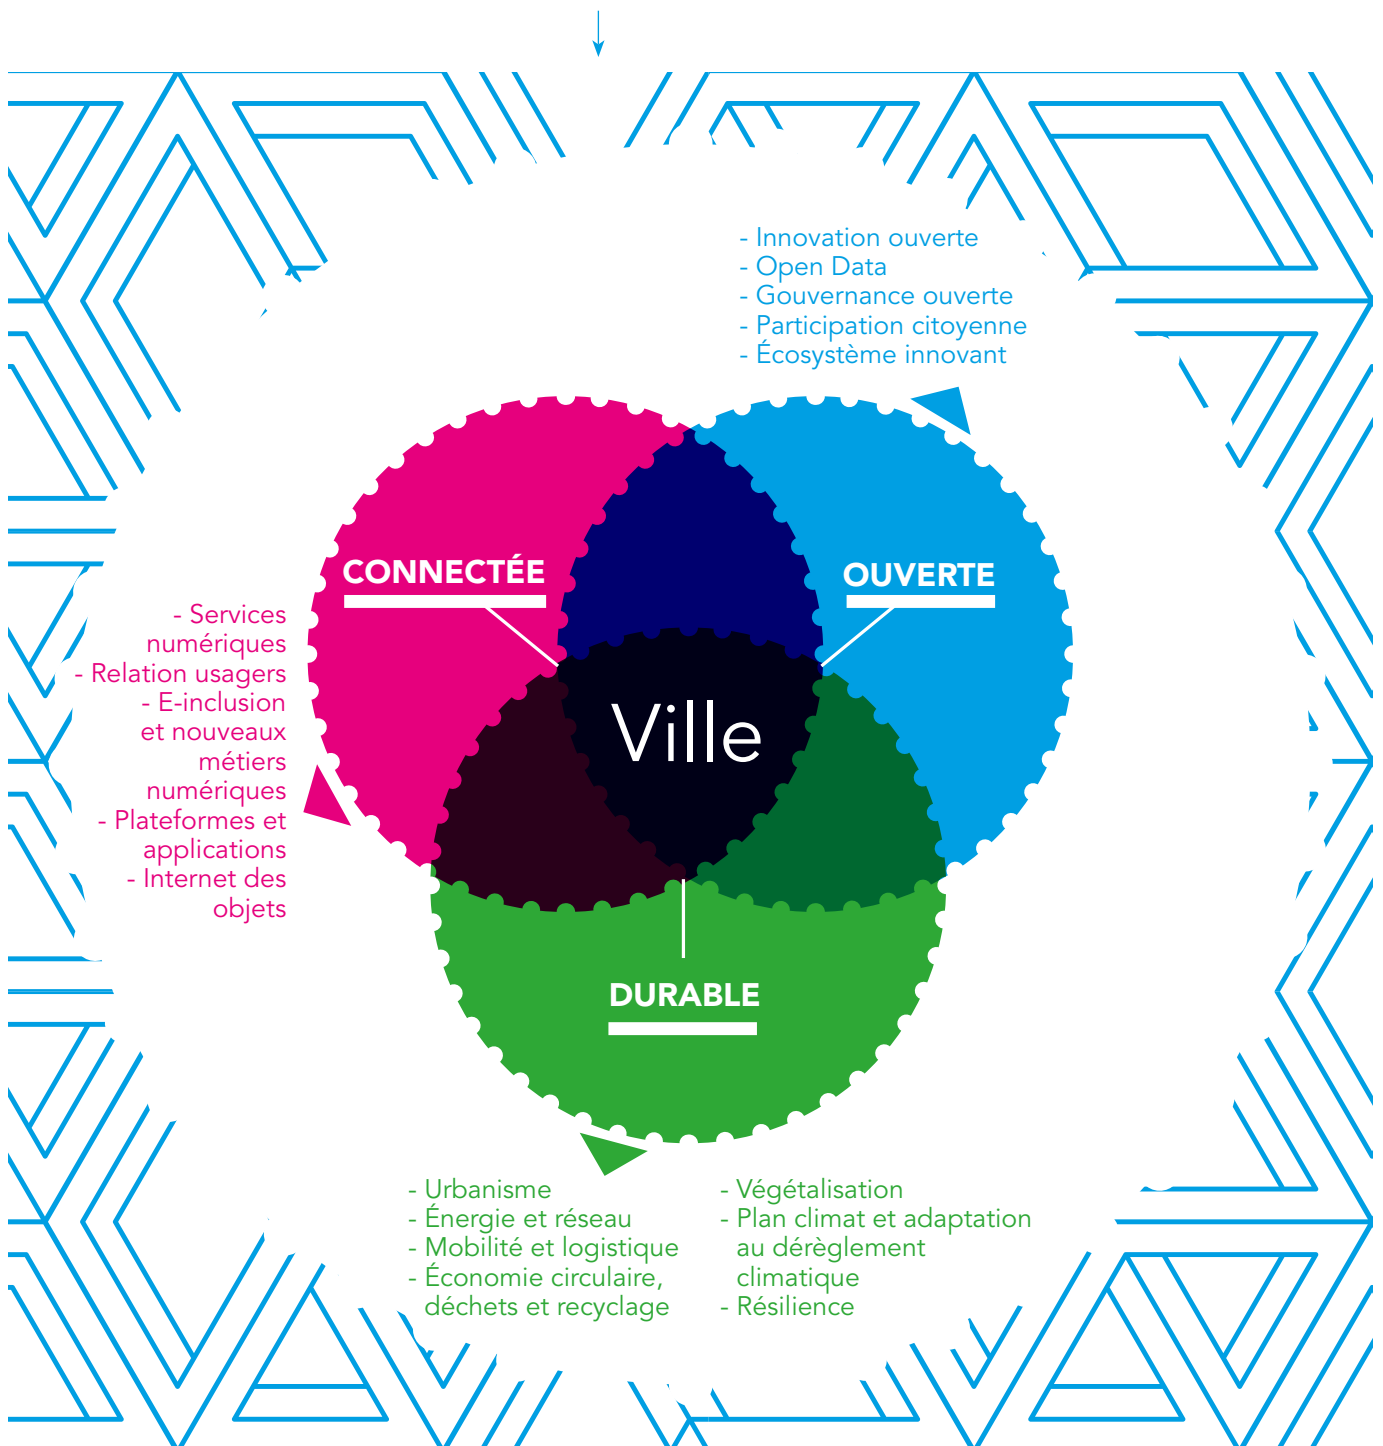 - Innovation ouverte
- Open Data
- Gouvernance ouverte
- Participation citoyenne
- Écosystème innovant
CONNECTÉE
OUVERTE
- Services
numériques
- Relation usagers
- E-inclusion
et nouveaux
métiers
numériques
- Plateformes et
applications
- Internet des
objets
Ville
DURABLE
- Urbanisme
- Énergie et réseau
- Mobilité et logistique
- Économie circulaire,
déchets et recyclage
- Végétalisation
- Plan climat et adaptation
au dérèglement
climatique
- Résilience